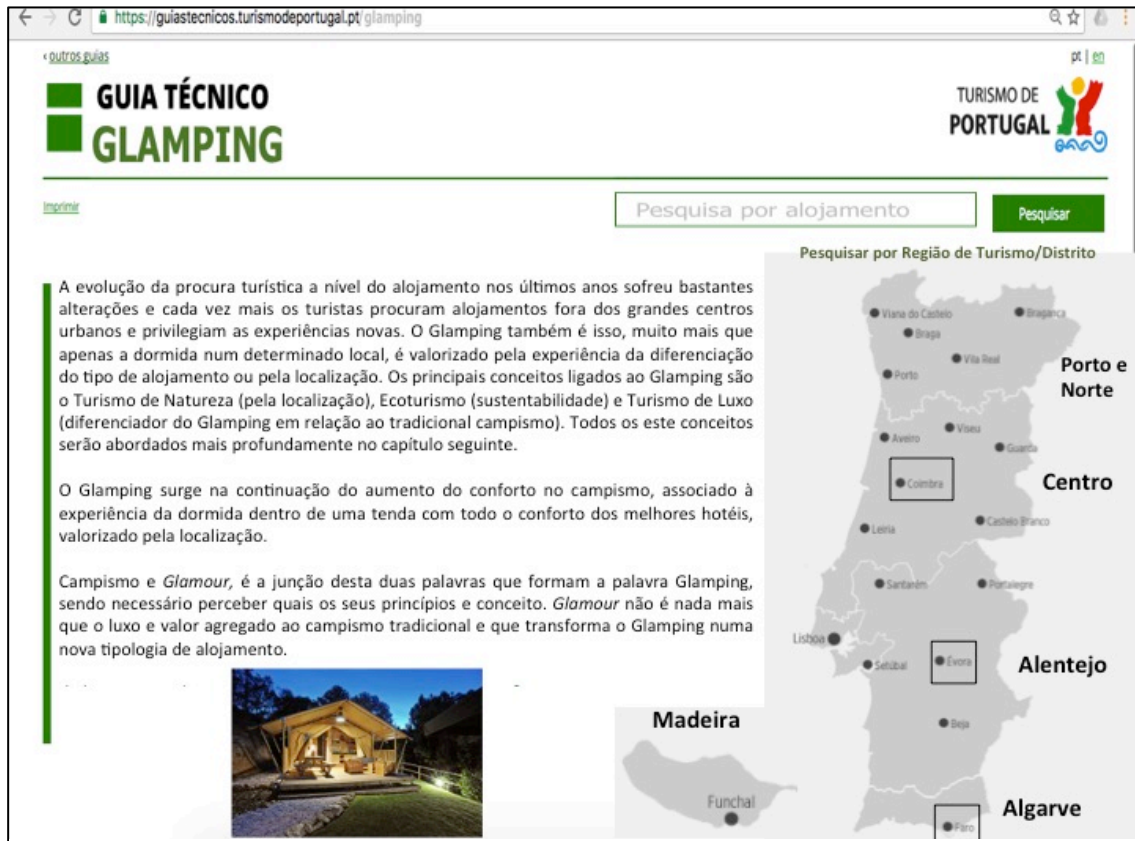 https://guiastecnicos.turismodeportugal.pt/glamping
‹ outros guias
pt | en
GUIA TÉCNICO
GLAMPING
TURISMO DE
PORTUGAL
Imprimir
Pesquisa por alojamento
Pesquisar
Pesquisar por Região de Turismo/Distrito
A evolução da procura turística a nível do alojamento nos últimos anos sofreu bastantes
alterações e cada vez mais os turistas procuram alojamentos fora dos grandes centros
urbanos e privilegiam as experiências novas. O Glamping também é isso, muito mais que
apenas a dormida num determinado local, é valorizado pela experiência da diferenciação
do tipo de alojamento ou pela localização. Os principais conceitos ligados ao Glamping são
o Turismo de Natureza (pela localização), Ecoturismo (sustentabilidade) e Turismo de Luxo
(diferenciador do Glamping em relação ao tradicional campismo). Todos os este conceitos
serão abordados mais profundamente no capítulo seguinte.
O Glamping surge na continuação do aumento do conforto no campismo, associado à
experiência da dormida dentro de uma tenda com todo o conforto dos melhores hotéis,
valorizado pela localização.
Campismo e Glamour, é a junção desta duas palavras que formam a palavra Glamping,
sendo necessário perceber quais os seus princípios e conceito. Glamour não é nada mais
que o luxo e valor agregado ao campismo tradicional e que transforma o Glamping numa
nova tipologia de alojamento.
Viana do Castelo
Bragança
Braga
Vila Real
Porto
Porto e
Norte
Aveiro
Viseu
Guarda
Coimbra
Centro
Leiria
Castelo Branco
Santarém
Portalegre
Lisboa
Setúbal
Évora
Alentejo
Beja
Madeira
Funchal
Algarve
Faro